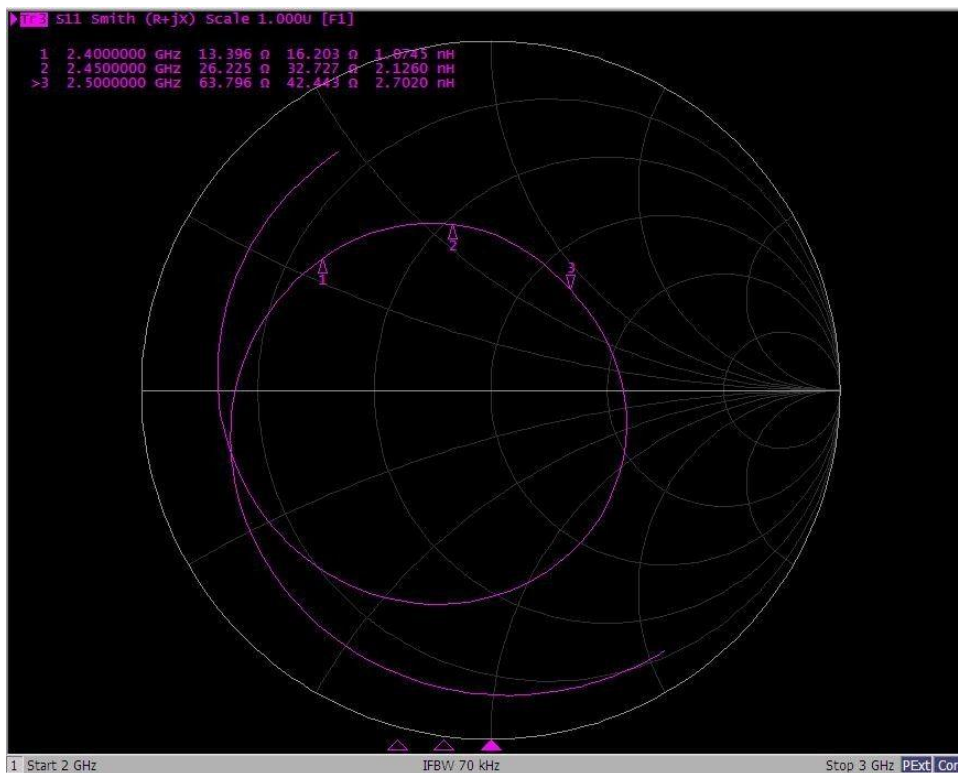 Tr3 S11 Smith (R+jX) Scale 1.000U [F1]
1 2.4000000 GHz 13.396 Ω 16.203 Ω 1.0745 nH
2 2.4500000 GHz 26.225 Ω 32.727 Ω 2.1260 nH
>3 2.5000000 GHz 63.796 Ω 42.443 Ω 2.7020 nH
3
2
1
1 Start 2 GHz IFBW 70 kHz Stop 3 GHz PExt Cor